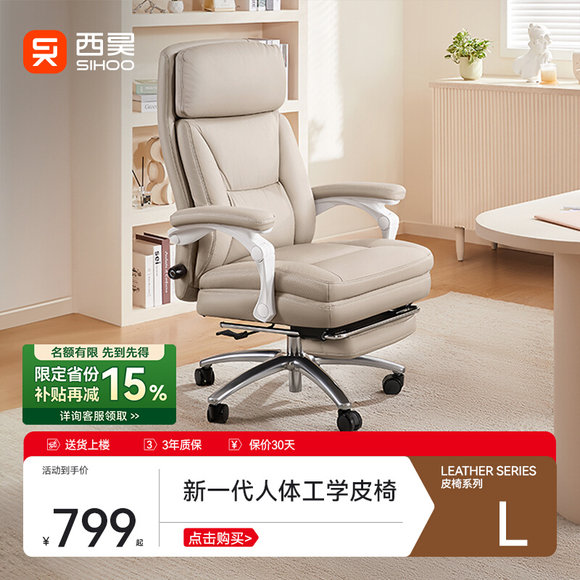 西昊
SIHOO
名额有限 先到先得
限定省份
补贴再减 15%
详询客服领取 >>
送货上楼
3 3年质保
¥ 保价30天
活动到手价
¥799起
新一代人体工学皮椅
点击购买>
LEATHER SERIES
皮椅系列
L